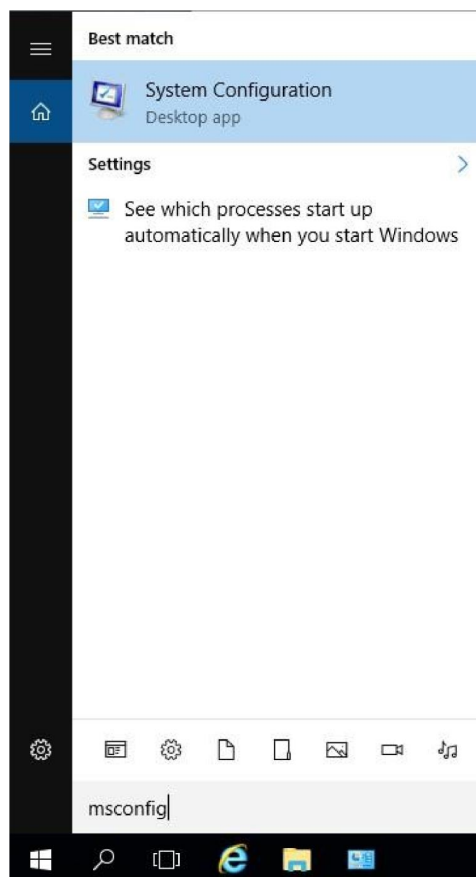 Best match
System Configuration
Desktop app
Settings
See which processes start up
automatically when you start Windows
msconfig